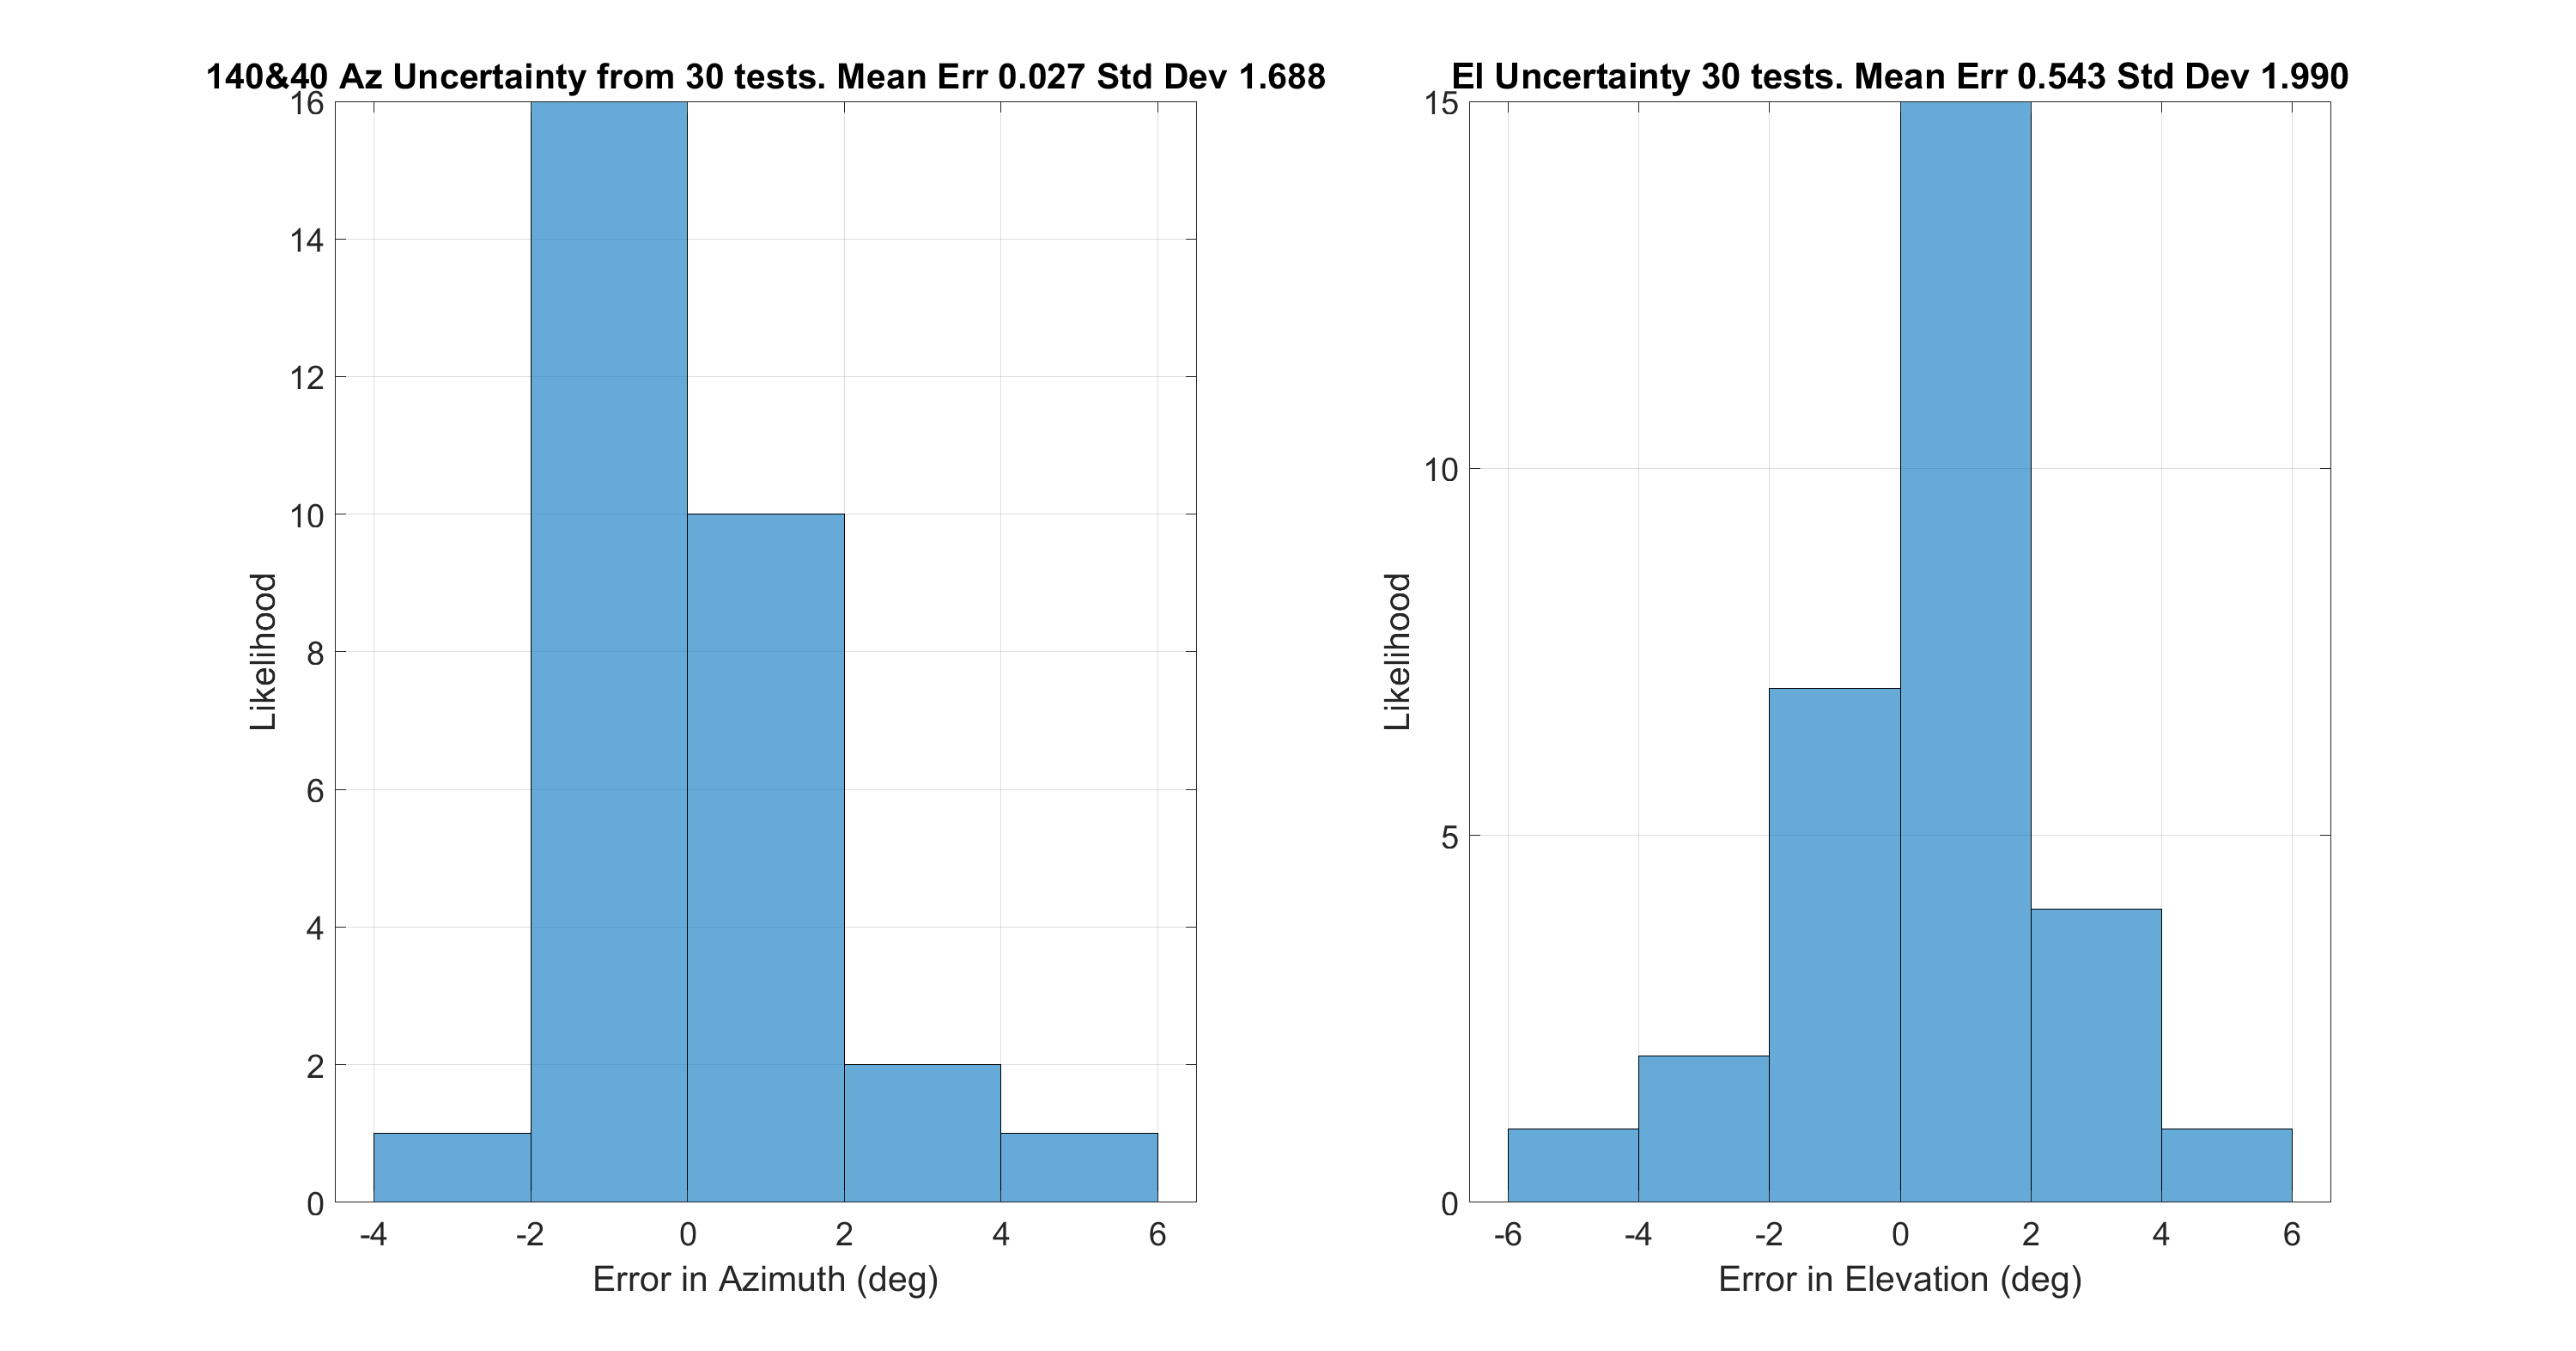 140&40 Az Uncertainty from 30 tests. Mean Err 0.027 Std Dev 1.688
16
14
12
10
8
6
4
2
0
Likelihood
-4 -2 0 2 4 6
Error in Azimuth (deg)
El Uncertainty 30 tests. Mean Err 0.543 Std Dev 1.990
15
10
5
0
Likelihood
-6 -4 -2 0 2 4 6
Error in Elevation (deg)